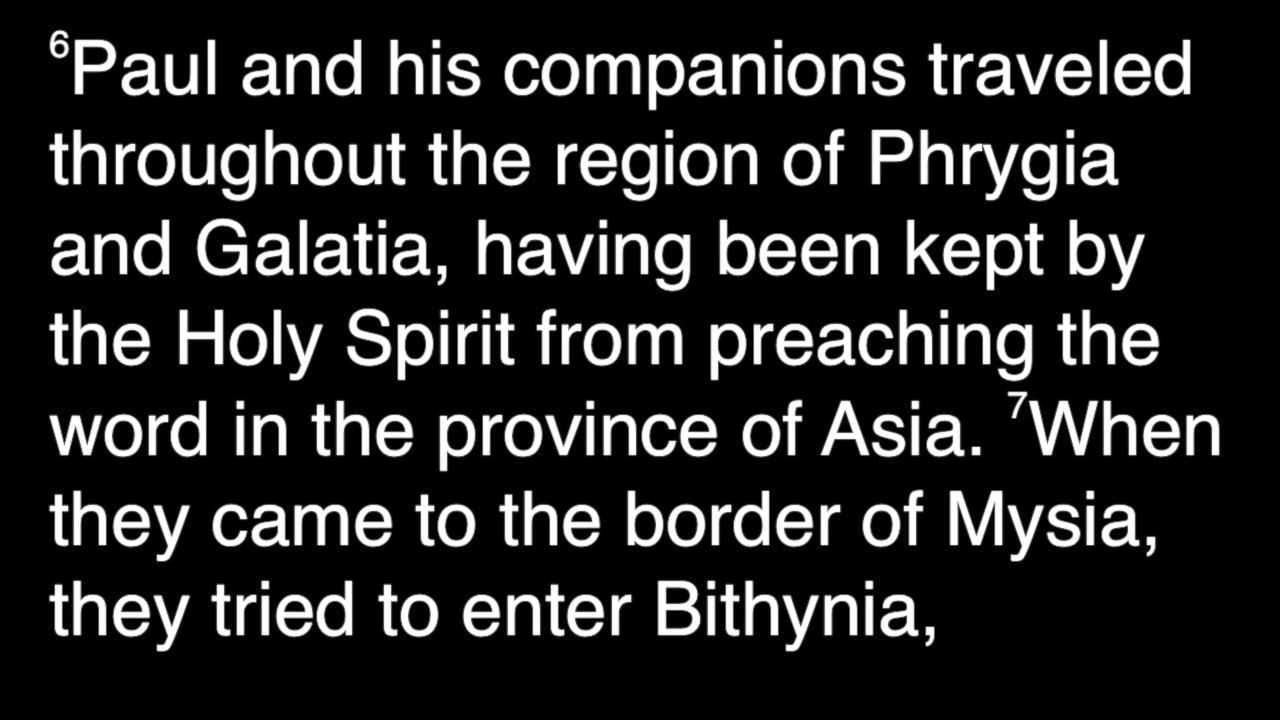 ⁶Paul and his companions traveled
throughout the region of Phrygia
and Galatia, having been kept by
the Holy Spirit from preaching the
word in the province of Asia. ⁷When
they came to the border of Mysia,
they tried to enter Bithynia,